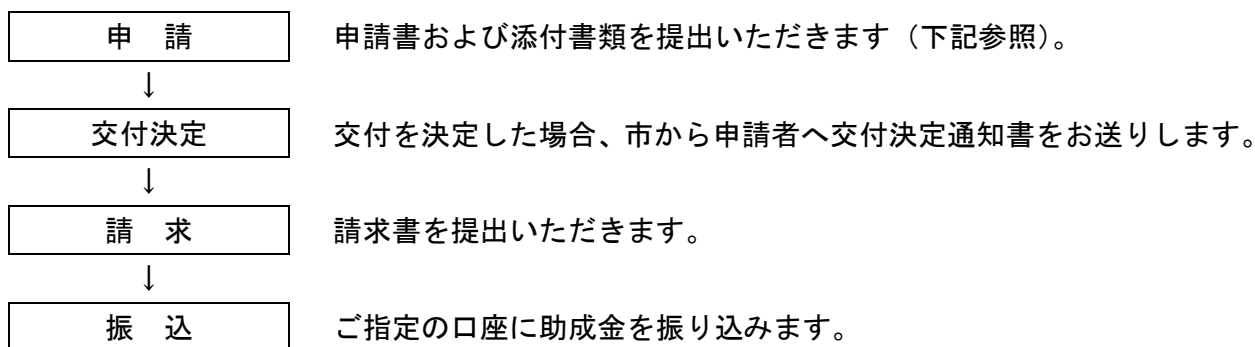 申　請　　申請書および添付書類を提出いただきます（下記参照）。
↓
交付決定　　交付を決定した場合、市から申請者へ交付決定通知書をお送りします。
↓
請　求　　請求書を提出いただきます。
↓
振　込　　ご指定の口座に助成金を振り込みます。